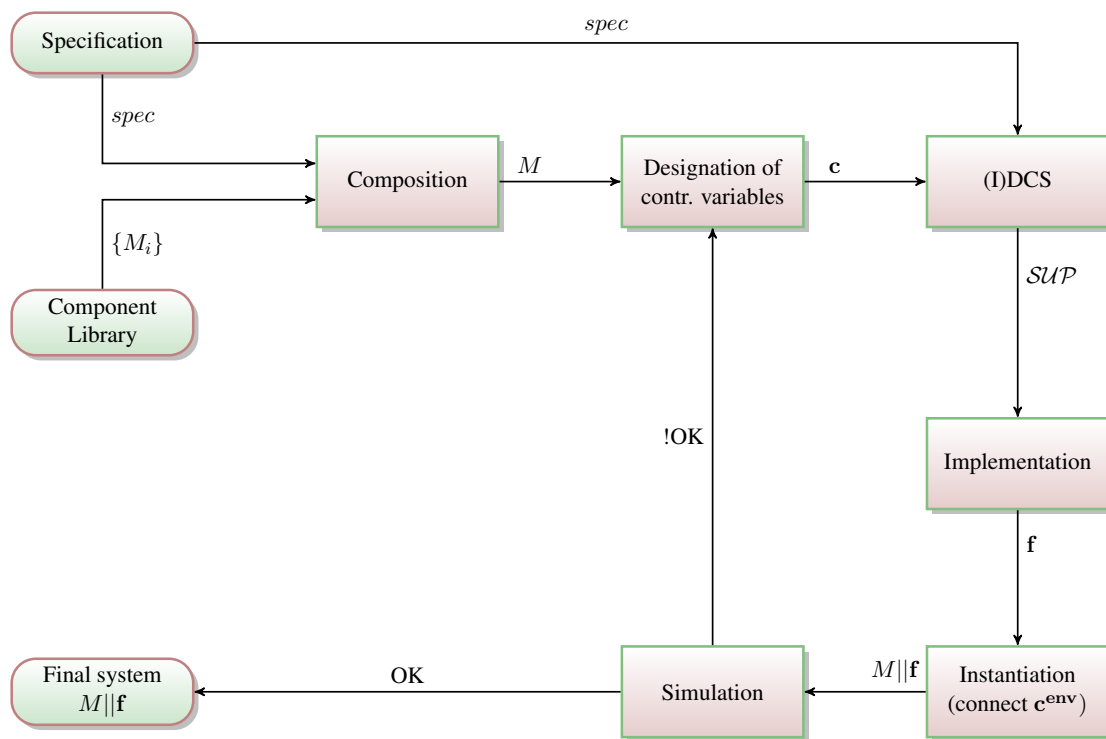 Specification
spec
spec
Composition
M
Designation of
contr. variables
c
(I)DCS
{M_i}
SUP
Component
Library
!OK
Implementation
f
Final system
M||f
OK
Simulation
M||f
Instantiation
(connect c^env)